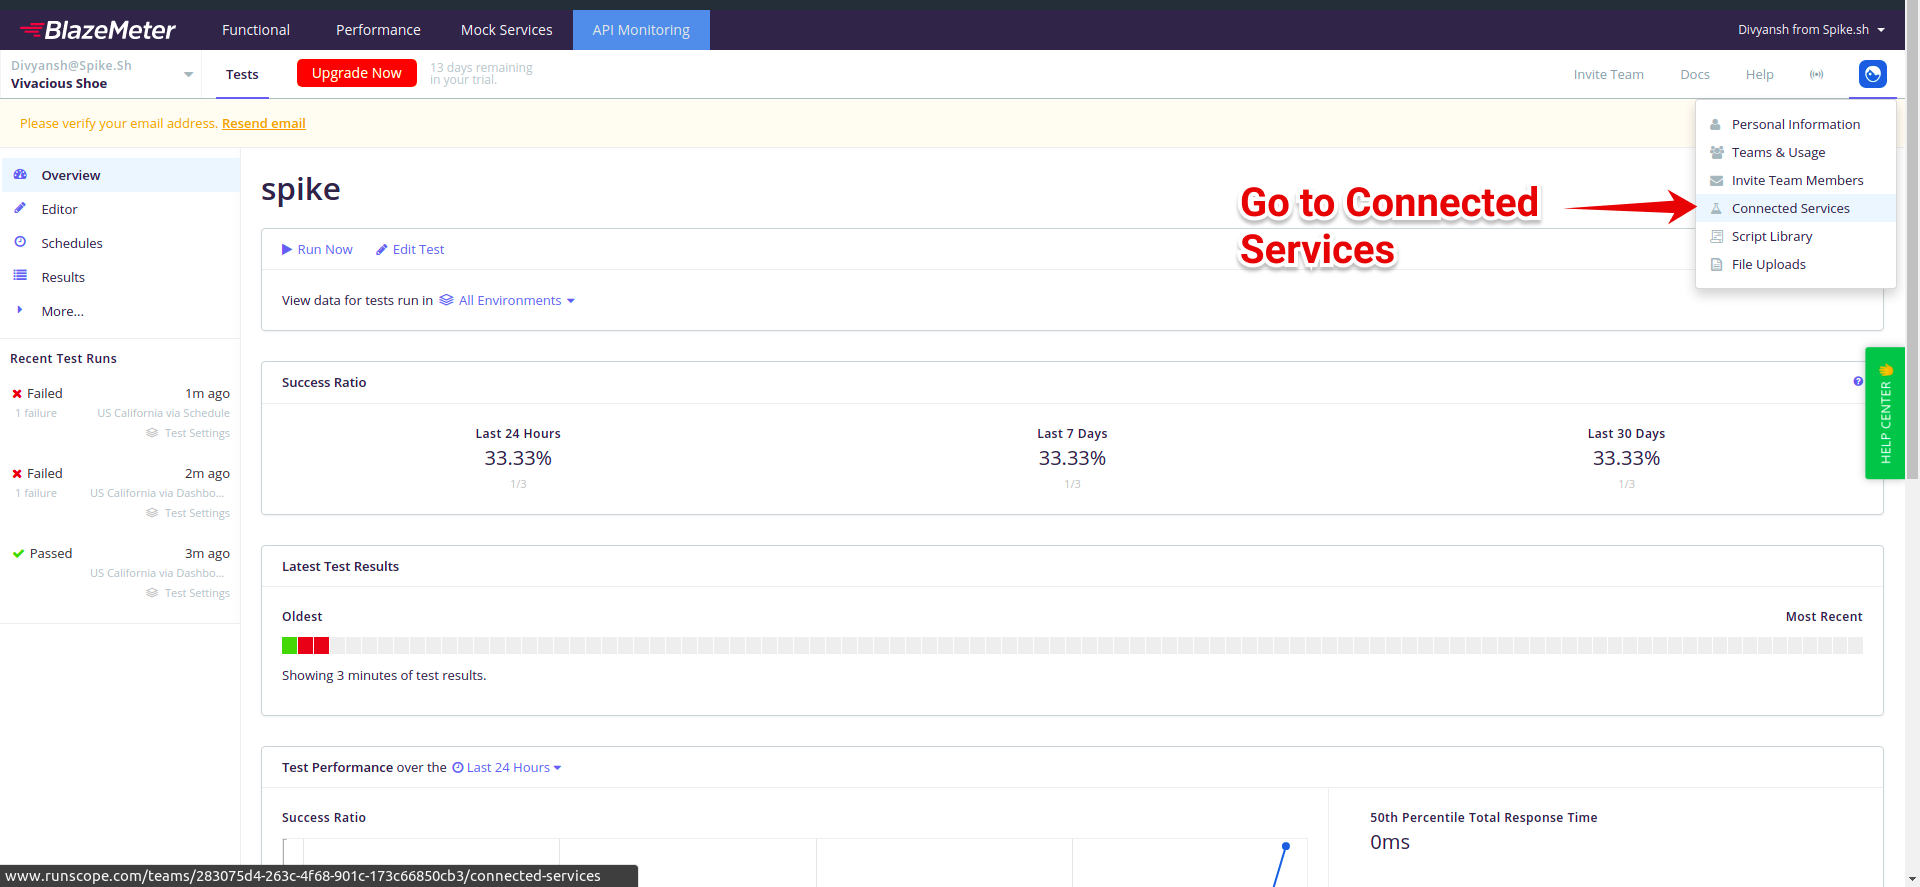 BlazeMeter
Functional
Performance
Mock Services
API Monitoring
Divyansh from Spike.sh
Divyansh@Spike.Sh
Vivacious Shoe
Tests
Upgrade Now
13 days remaining
in your trial.
Invite Team
Docs
Help
Please verify your email address. Resend email
Personal Information
Teams & Usage
Invite Team Members
Connected Services
Script Library
File Uploads
Overview
Editor
Schedules
Results
More...
Recent Test Runs
Failed 1m ago
1 failure US California via Schedule
Test Settings
Failed 2m ago
1 failure US California via Dashbo...
Test Settings
Passed 3m ago
US California via Dashbo...
Test Settings
spike
Go to Connected
Services
Run Now Edit Test
View data for tests run in All Environments
Success Ratio
?
Last 24 Hours
33.33%
1/3
Last 7 Days
33.33%
1/3
Last 30 Days
33.33%
1/3
HELP CENTER
Latest Test Results
Oldest Most Recent
Showing 3 minutes of test results.
Test Performance over the Last 24 Hours
Success Ratio
50th Percentile Total Response Time
0ms
www.runscope.com/teams/283075d4-263c-4f68-901c-173c66850cb3/connected-services